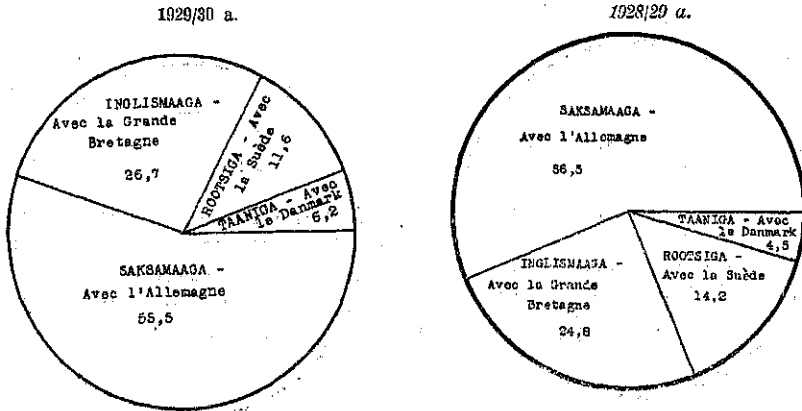 1929/30 a.
INGLISMAAGA -
Avec la Grande
Bretagne
26,7
ROOTSIGA - Avec
la Suède
11,6
TAANIGA - Avec
le Danmark
6,2
SAKSAMAAGA -
Avec l'Allemagne
55,5
1928/29 a.
SAKSAMAAGA -
Avec l'Allemagne
56,5
TAANIGA - Avec
le Danmark
4,5
ROOTSIGA -
Avec la Suède
14,2
INGLISMAAGA -
Avec la Grande
Bretagne
24,8